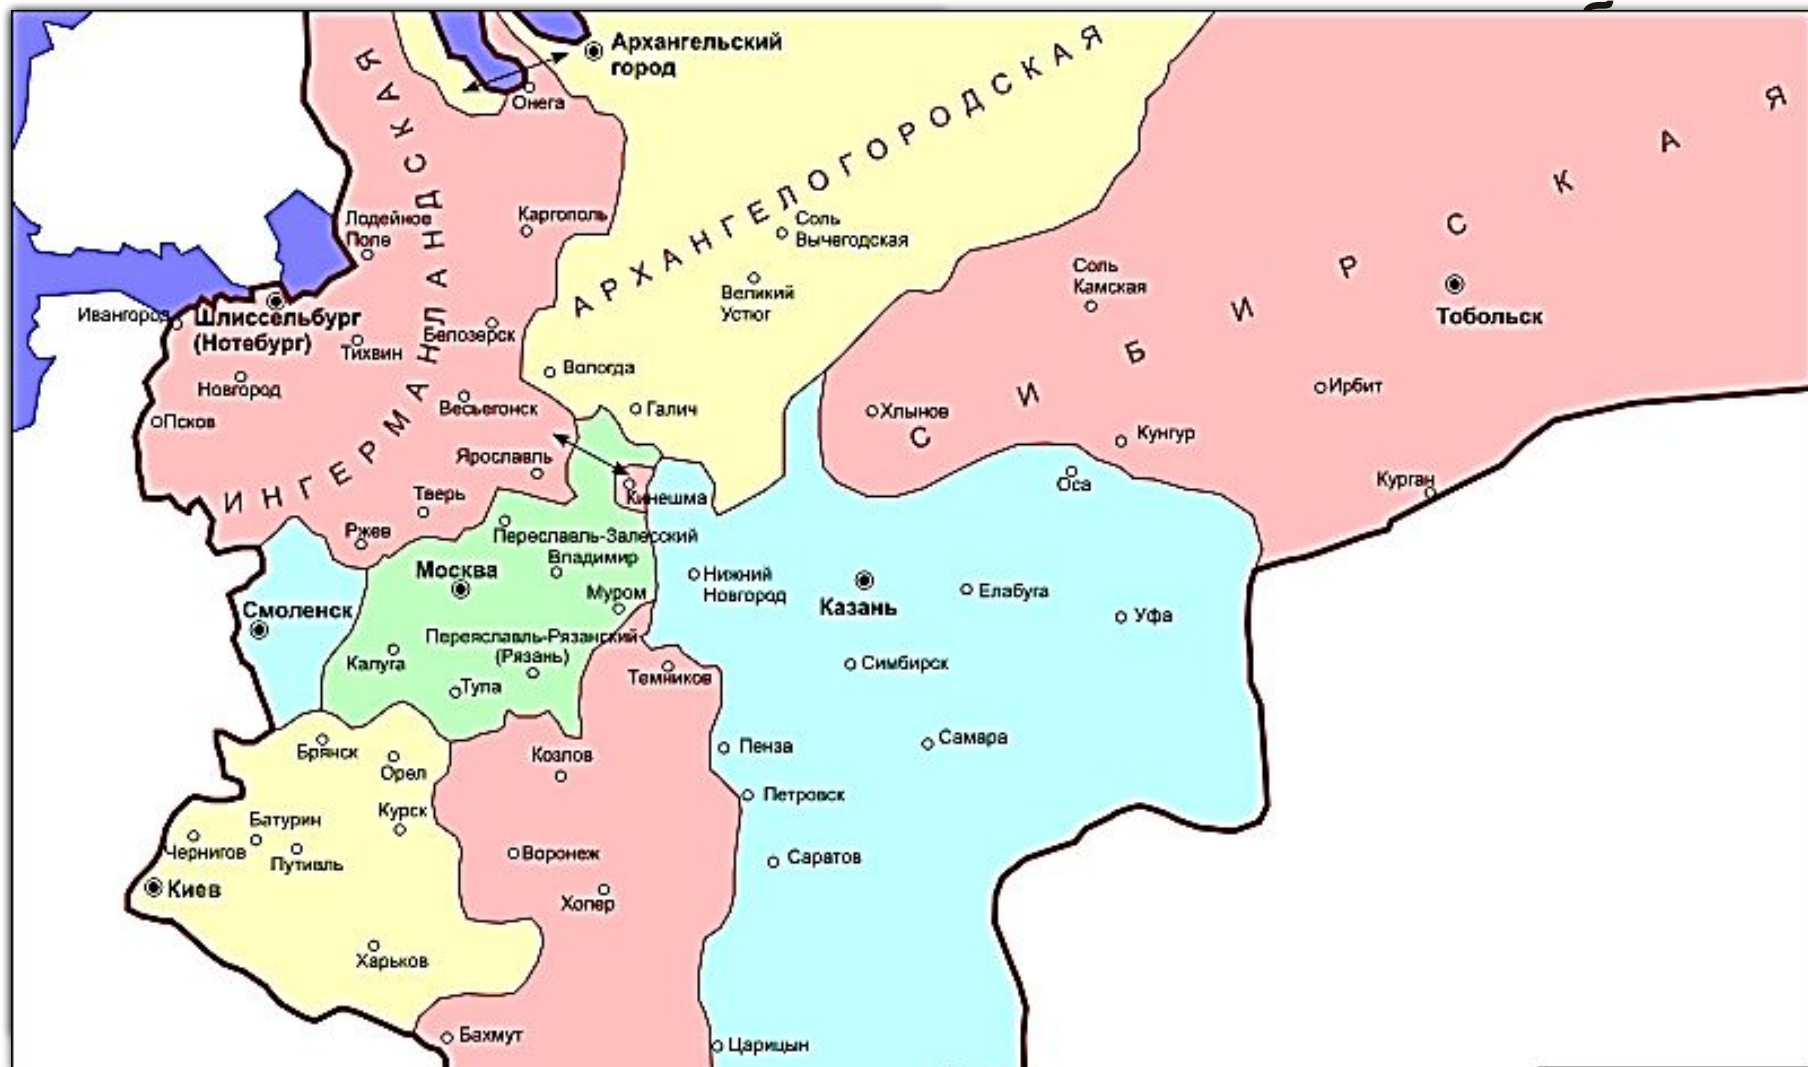 Архангельский
город
Онега
ИНГЕРМАНЛАНДСКАЯ
АРХАНГЕЛОГОРОДСКАЯ
СИБИРСКАЯ
Лодейное
Поле
Каргополь
Соль
Вычегодская
Великий
Устюг
Соль
Камская
Тобольск
Ивангород
Шлиссельбург
(Нотебург)
Тихвин
Белозерск
Новгород
Вологда
Псков
Весьегонск
Галич
Хлынов
Ирбит
Кунгур
Ярославль
Кинешма
Тверь
Оса
Курган
Ржев
Переславль-Залесский
Владимир
Москва
Муром
Нижний
Новгород
Казань
Елабуга
Уфа
Смоленск
Переяславль-Рязанский
(Рязань)
Калуга
Тула
Темников
Симбирск
Брянск
Орел
Козлов
Пенза
Самара
Курск
Петровск
Батурин
Чернигов
Путивль
Воронеж
Саратов
Киев
Хопер
Харьков
Бахмут
Царицын